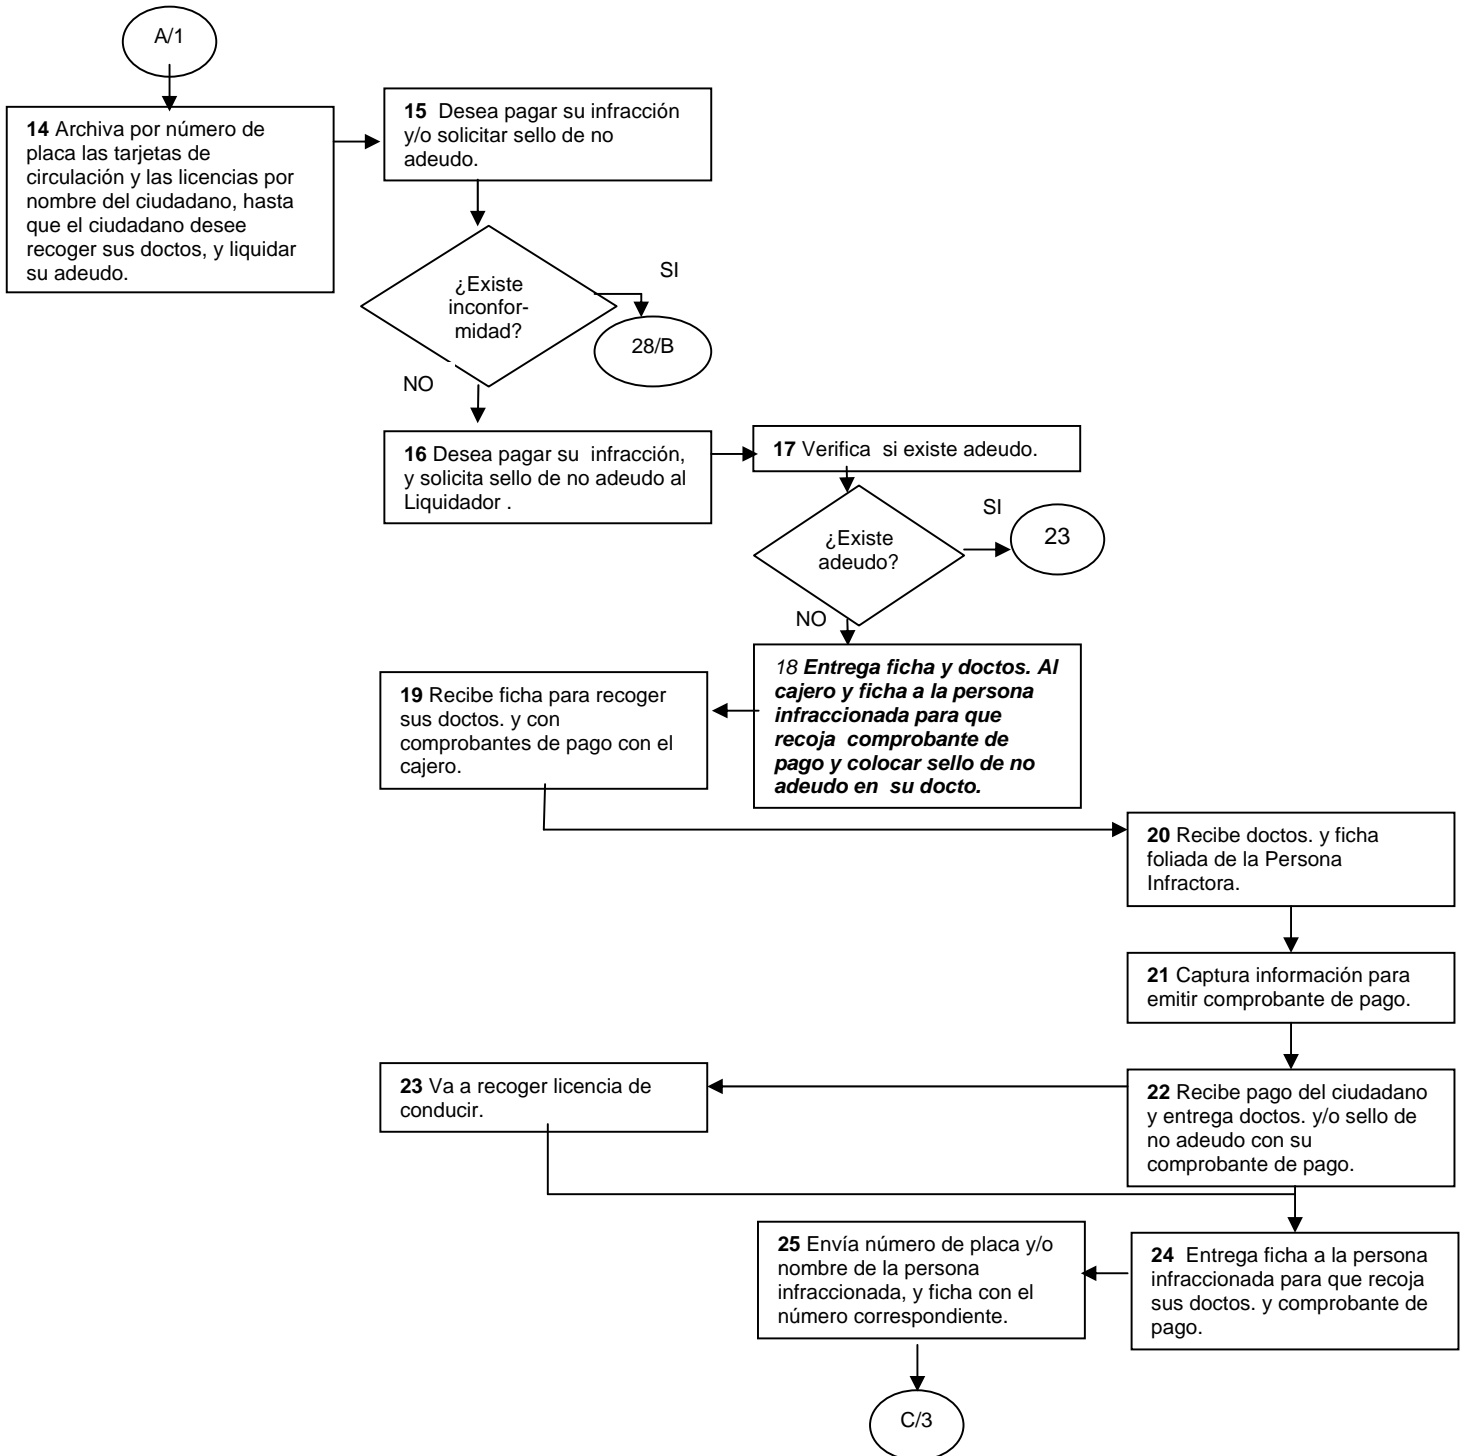 A/1
14 Archiva por número de
placa las tarjetas de
circulación y las licencias por
nombre del ciudadano, hasta
que el ciudadano desee
recoger sus doctos, y liquidar
su adeudo.
15 Desea pagar su infracción
y/o solicitar sello de no
adeudo.
¿Existe
inconfor-
midad?
SI
28/B
NO
16 Desea pagar su infracción,
y solicita sello de no adeudo al
Liquidador .
17 Verifica si existe adeudo.
¿Existe
adeudo?
SI
23
NO
18 Entrega ficha y doctos. Al
cajero y ficha a la persona
infraccionada para que
recoja comprobante de
pago y colocar sello de no
adeudo en su docto.
19 Recibe ficha para recoger
sus doctos. y con
comprobantes de pago con el
cajero.
20 Recibe doctos. y ficha
foliada de la Persona
Infractora.
21 Captura información para
emitir comprobante de pago.
22 Recibe pago del ciudadano
y entrega doctos. y/o sello de
no adeudo con su
comprobante de pago.
23 Va a recoger licencia de
conducir.
24 Entrega ficha a la persona
infraccionada para que recoja
sus doctos. y comprobante de
pago.
25 Envía número de placa y/o
nombre de la persona
infraccionada, y ficha con el
número correspondiente.
C/3